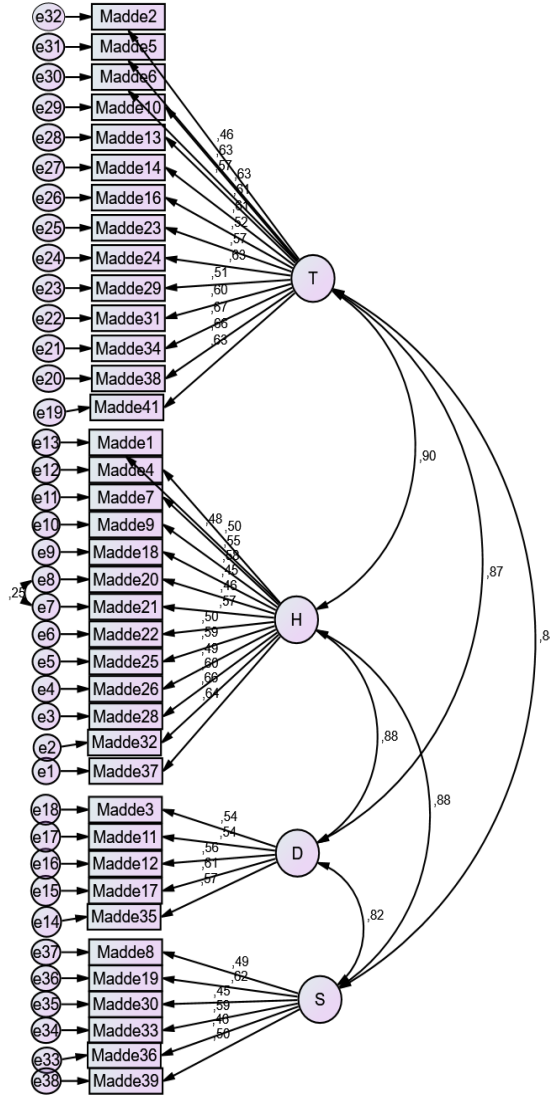 e32 Madde2
e31 Madde5
e30 Madde6
e29 Madde10
e28 Madde13
e27 Madde14
e26 Madde16
e25 Madde23
e24 Madde24
e23 Madde29
e22 Madde31
e21 Madde34
e20 Madde38
e19 Madde41
,46
,63
,57
,63
,61
,61
,52
,57
,63
,51
,60
,67
,66
,63
T
,90
,87
,8
e13 Madde1
e12 Madde4
e11 Madde7
e10 Madde9
e9 Madde18
e8 Madde20
,25
e7 Madde21
e6 Madde22
e5 Madde25
e4 Madde26
e3 Madde28
e2 Madde32
e1 Madde37
,48
,50
,55
,58
,45
,46
,57
,50
,59
,49
,60
,66
,64
H
,88
,88
e18 Madde3
e17 Madde11
e16 Madde12
e15 Madde17
e14 Madde35
,54
,54
,56
,61
,57
D
,82
e37 Madde8
e36 Madde19
e35 Madde30
e34 Madde33
e33 Madde36
e38 Madde39
,49
,62
,45
,59
,50
S